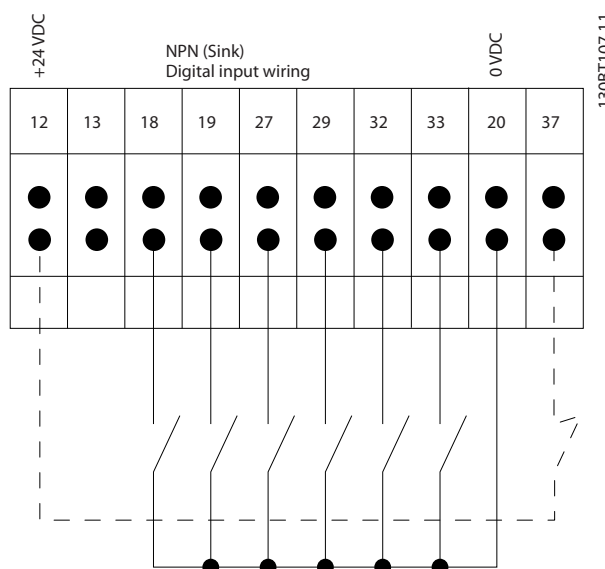 +24 VDC
NPN (Sink)
Digital input wiring
0 VDC
130BT107.11
12 13 18 19 27 29 32 33 20 37